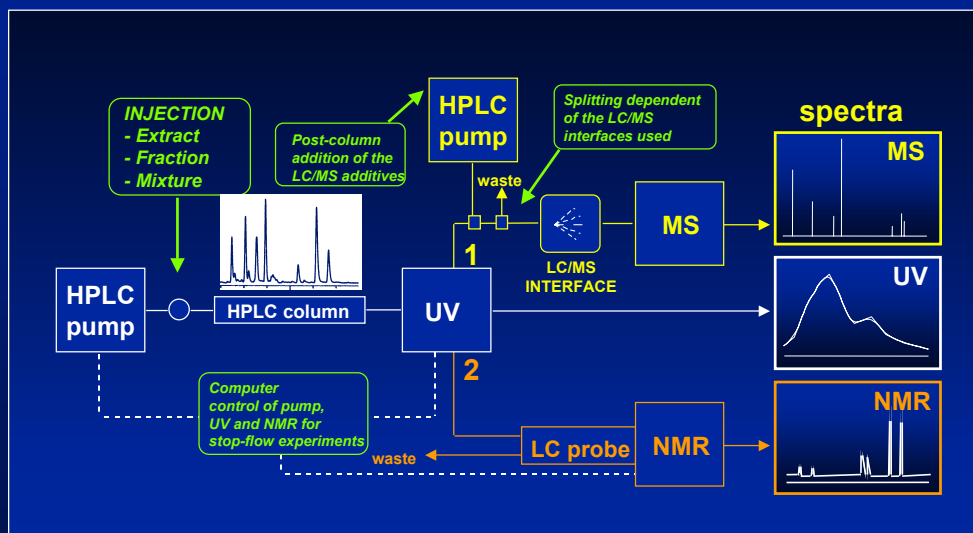 INJECTION
- Extract
- Fraction
- Mixture
Post-column
addition of the
LC/MS additives
HPLC
pump
Splitting dependent
of the LC/MS
interfaces used
spectra
MS
waste
1
LC/MS
INTERFACE
MS
HPLC
pump
HPLC column
UV
UV
2
Computer
control of pump,
UV and NMR for
stop-flow experiments
waste
LC probe
NMR
NMR